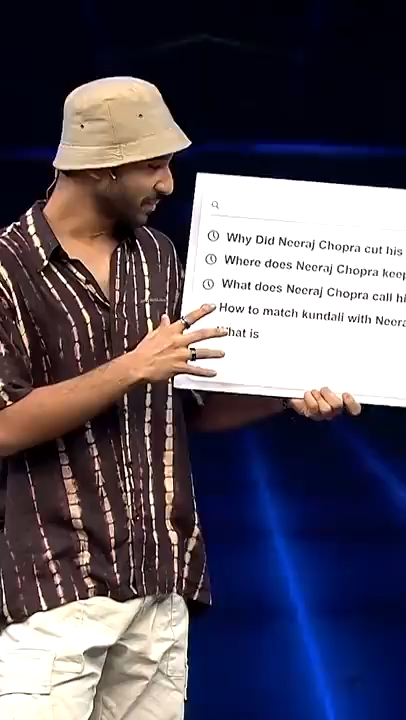 Why Did Neeraj Chopra cut his
Where does Neeraj Chopra keep
What does Neeraj Chopra call hi
How to match kundali with Neera
What is